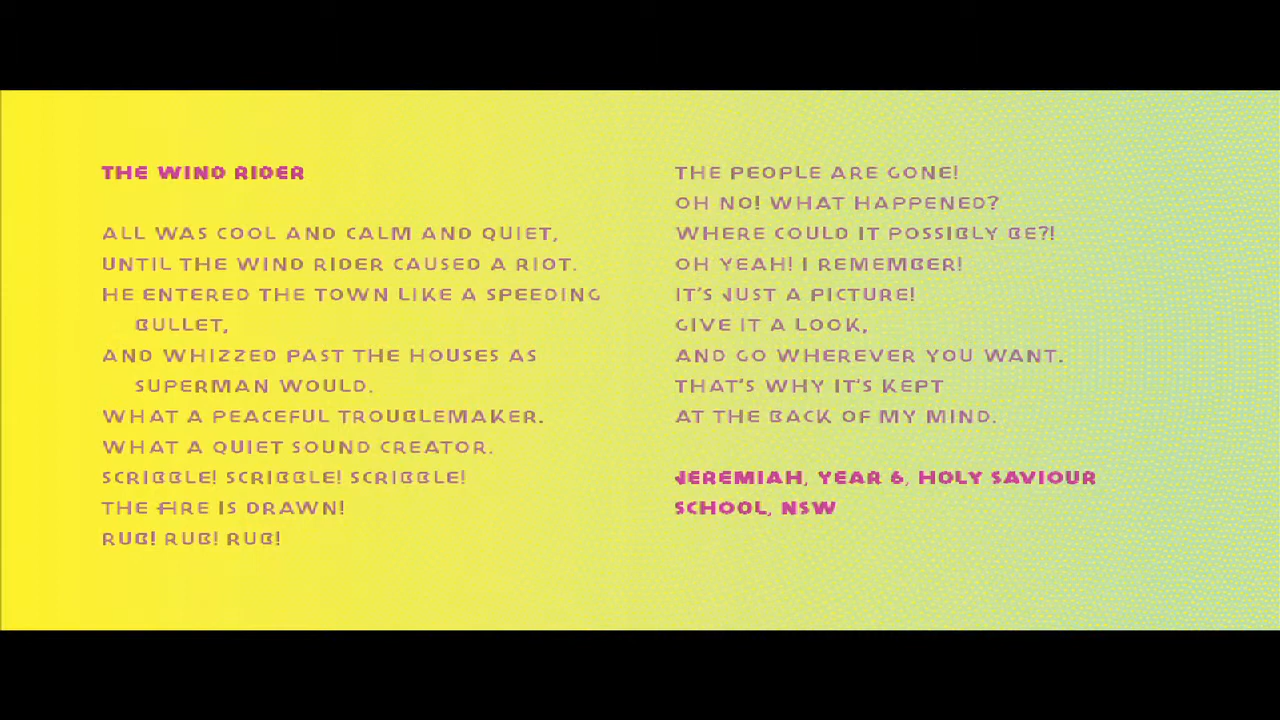 THE WIND RIDER
ALL WAS COOL AND CALM AND QUIET,
UNTIL THE WIND RIDER CAUSED A RIOT.
HE ENTERED THE TOWN LIKE A SPEEDING
BULLET,
AND WHIZZED PAST THE HOUSES AS
SUPERMAN WOULD.
WHAT A PEACEFUL TROUBLEMAKER.
WHAT A QUIET SOUND CREATOR.
SCRIBBLE! SCRIBBLE! SCRIBBLE!
THE FIRE IS DRAWN!
RUB! RUB! RUB!
THE PEOPLE ARE GONE!
OH NO! WHAT HAPPENED?
WHERE COULD IT POSSIBLY BE?!
OH YEAH! I REMEMBER!
IT'S JUST A PICTURE!
GIVE IT A LOOK,
AND GO WHEREVER YOU WANT.
THAT'S WHY IT'S KEPT
AT THE BACK OF MY MIND.
JEREMIAH, YEAR 6, HOLY SAVIOUR
SCHOOL, NSW